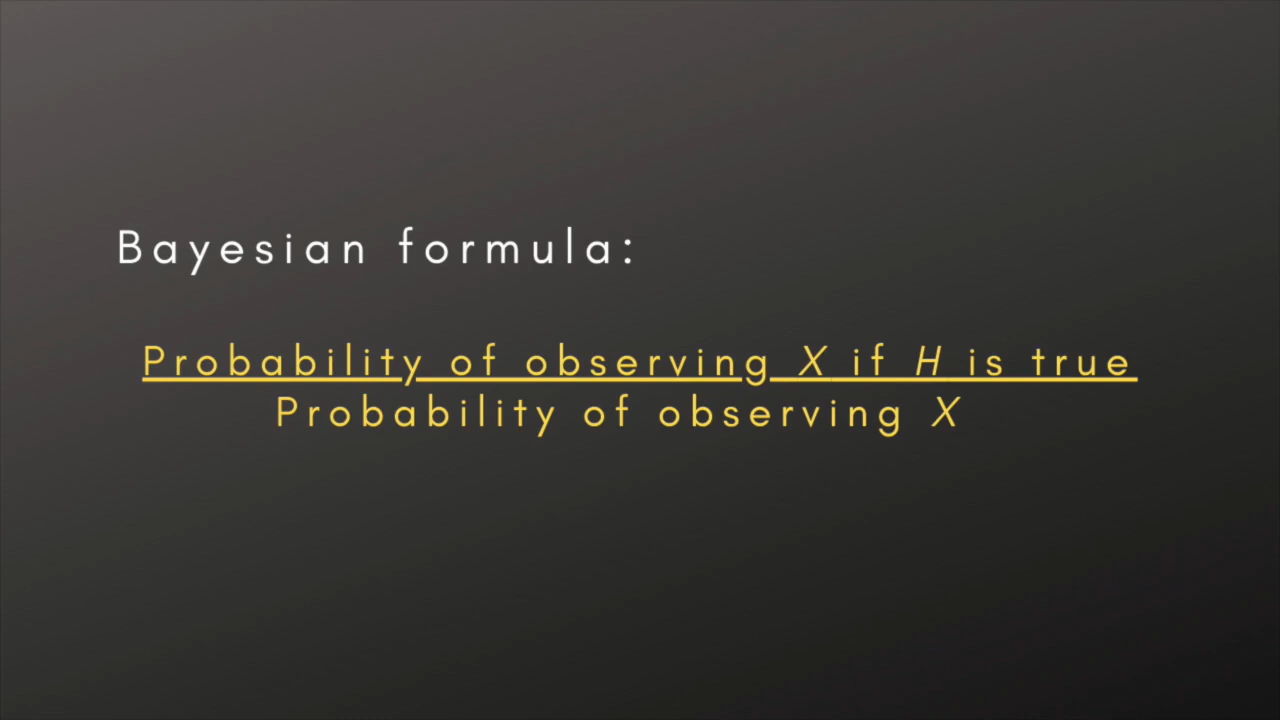 Bayesian formula:
Probability of observing X if H is true
Probability of observing X